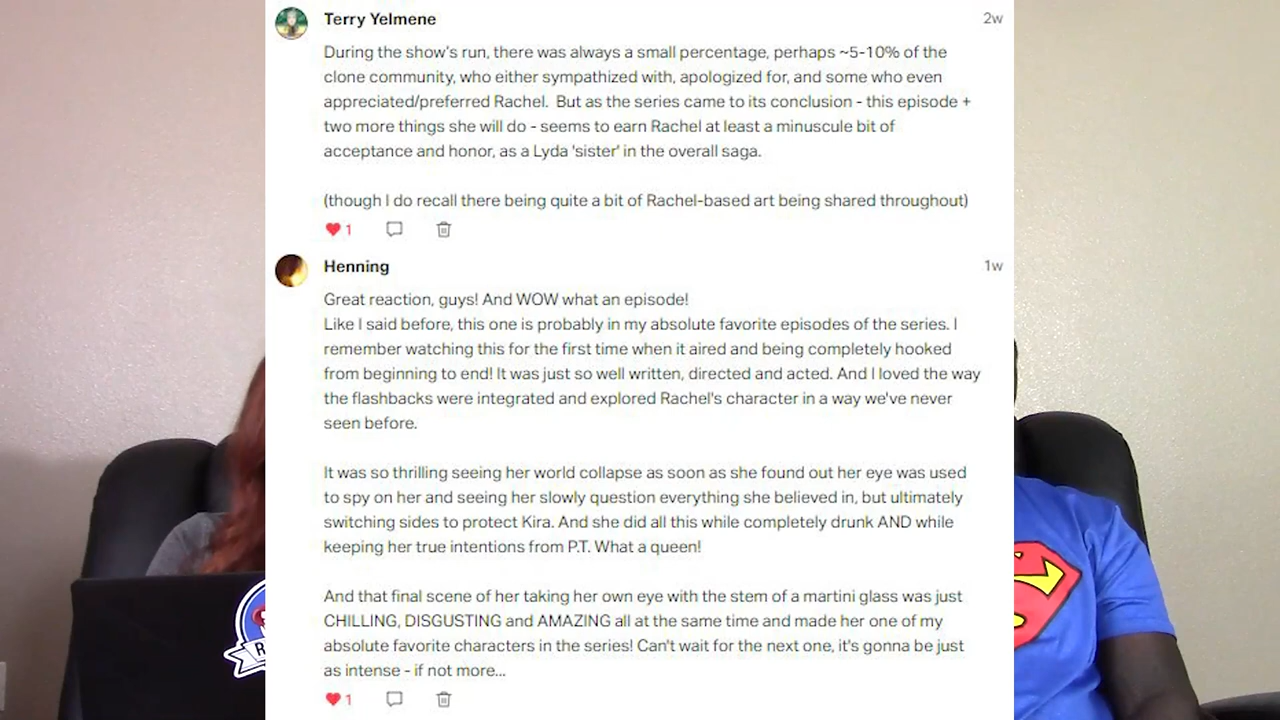 Terry Yelmene
2w
During the show's run, there was always a small percentage, perhaps ~5-10% of the
clone community, who either sympathized with, apologized for, and some who even
appreciated/preferred Rachel.  But as the series came to its conclusion - this episode +
two more things she will do - seems to earn Rachel at least a minuscule bit of
acceptance and honor, as a Lyda 'sister' in the overall saga.
(though I do recall there being quite a bit of Rachel-based art being shared throughout)
1
Henning
1w
Great reaction, guys! And WOW what an episode!
Like I said before, this one is probably in my absolute favorite episodes of the series. I
remember watching this for the first time when it aired and being completely hooked
from beginning to end! It was just so well written, directed and acted. And I loved the way
the flashbacks were integrated and explored Rachel's character in a way we've never
seen before.
It was so thrilling seeing her world collapse as soon as she found out her eye was used
to spy on her and seeing her slowly question everything she believed in, but ultimately
switching sides to protect Kira. And she did all this while completely drunk AND while
keeping her true intentions from P.T. What a queen!
And that final scene of her taking her own eye with the stem of a martini glass was just
CHILLING, DISGUSTING and AMAZING all at the same time and made her one of my
absolute favorite characters in the series! Can't wait for the next one, it's gonna be just
as intense - if not more...
1